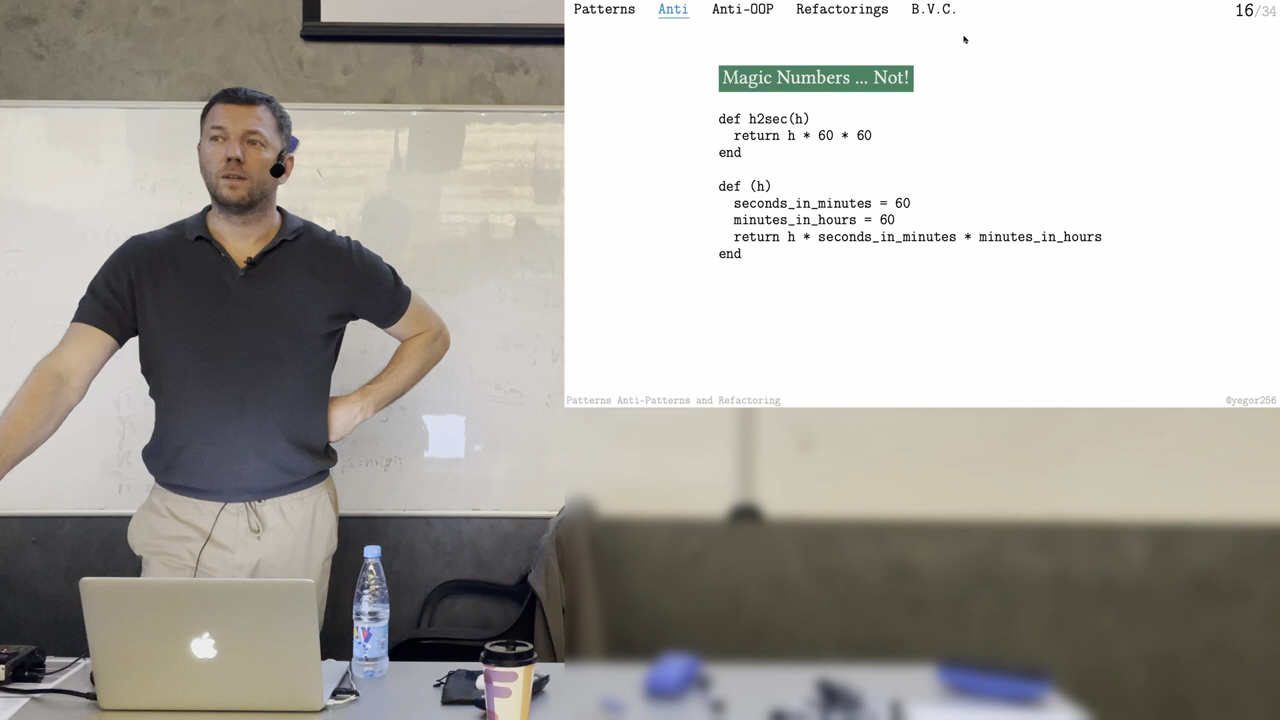 Patterns Anti Anti-OOP Refactorings B.V.C. 16/34
Magic Numbers ... Not!
def h2sec(h)
  return h * 60 * 60
end
def (h)
  seconds_in_minutes = 60
  minutes_in_hours = 60
  return h * seconds_in_minutes * minutes_in_hours
end
Patterns Anti-Patterns and Refactoring @yegor256